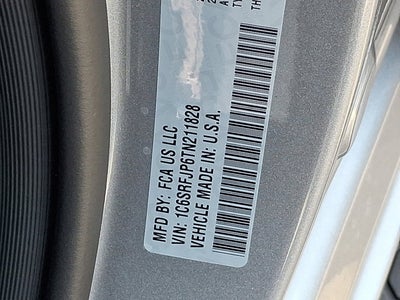 MFD BY: FCA US LLC
VIN: 1C6SRFJP6TN211828
VEHICLE MADE IN: U.S.A.